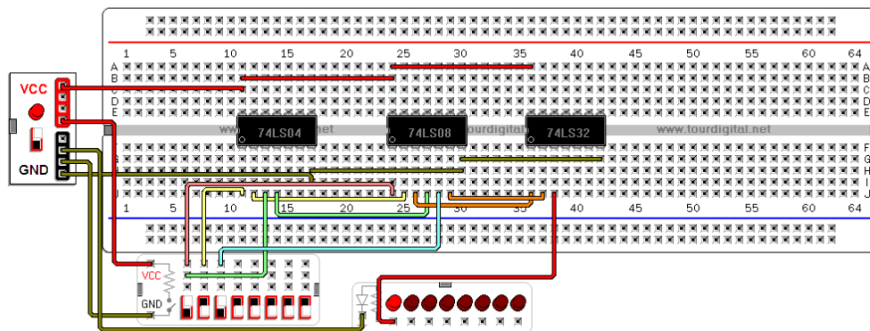 1 5 10 15 20 25 30 35 40 45 50 55 60 64
A A
B B
VCC C C
D D
E E
74LS04 74LS08 74LS32
www. .net tourdigital.net www.tourdigital.net
F F
G G
GND H H
I I
J J
1 5 10 15 20 25 30 35 40 45 50 55 60 64
VCC
GND